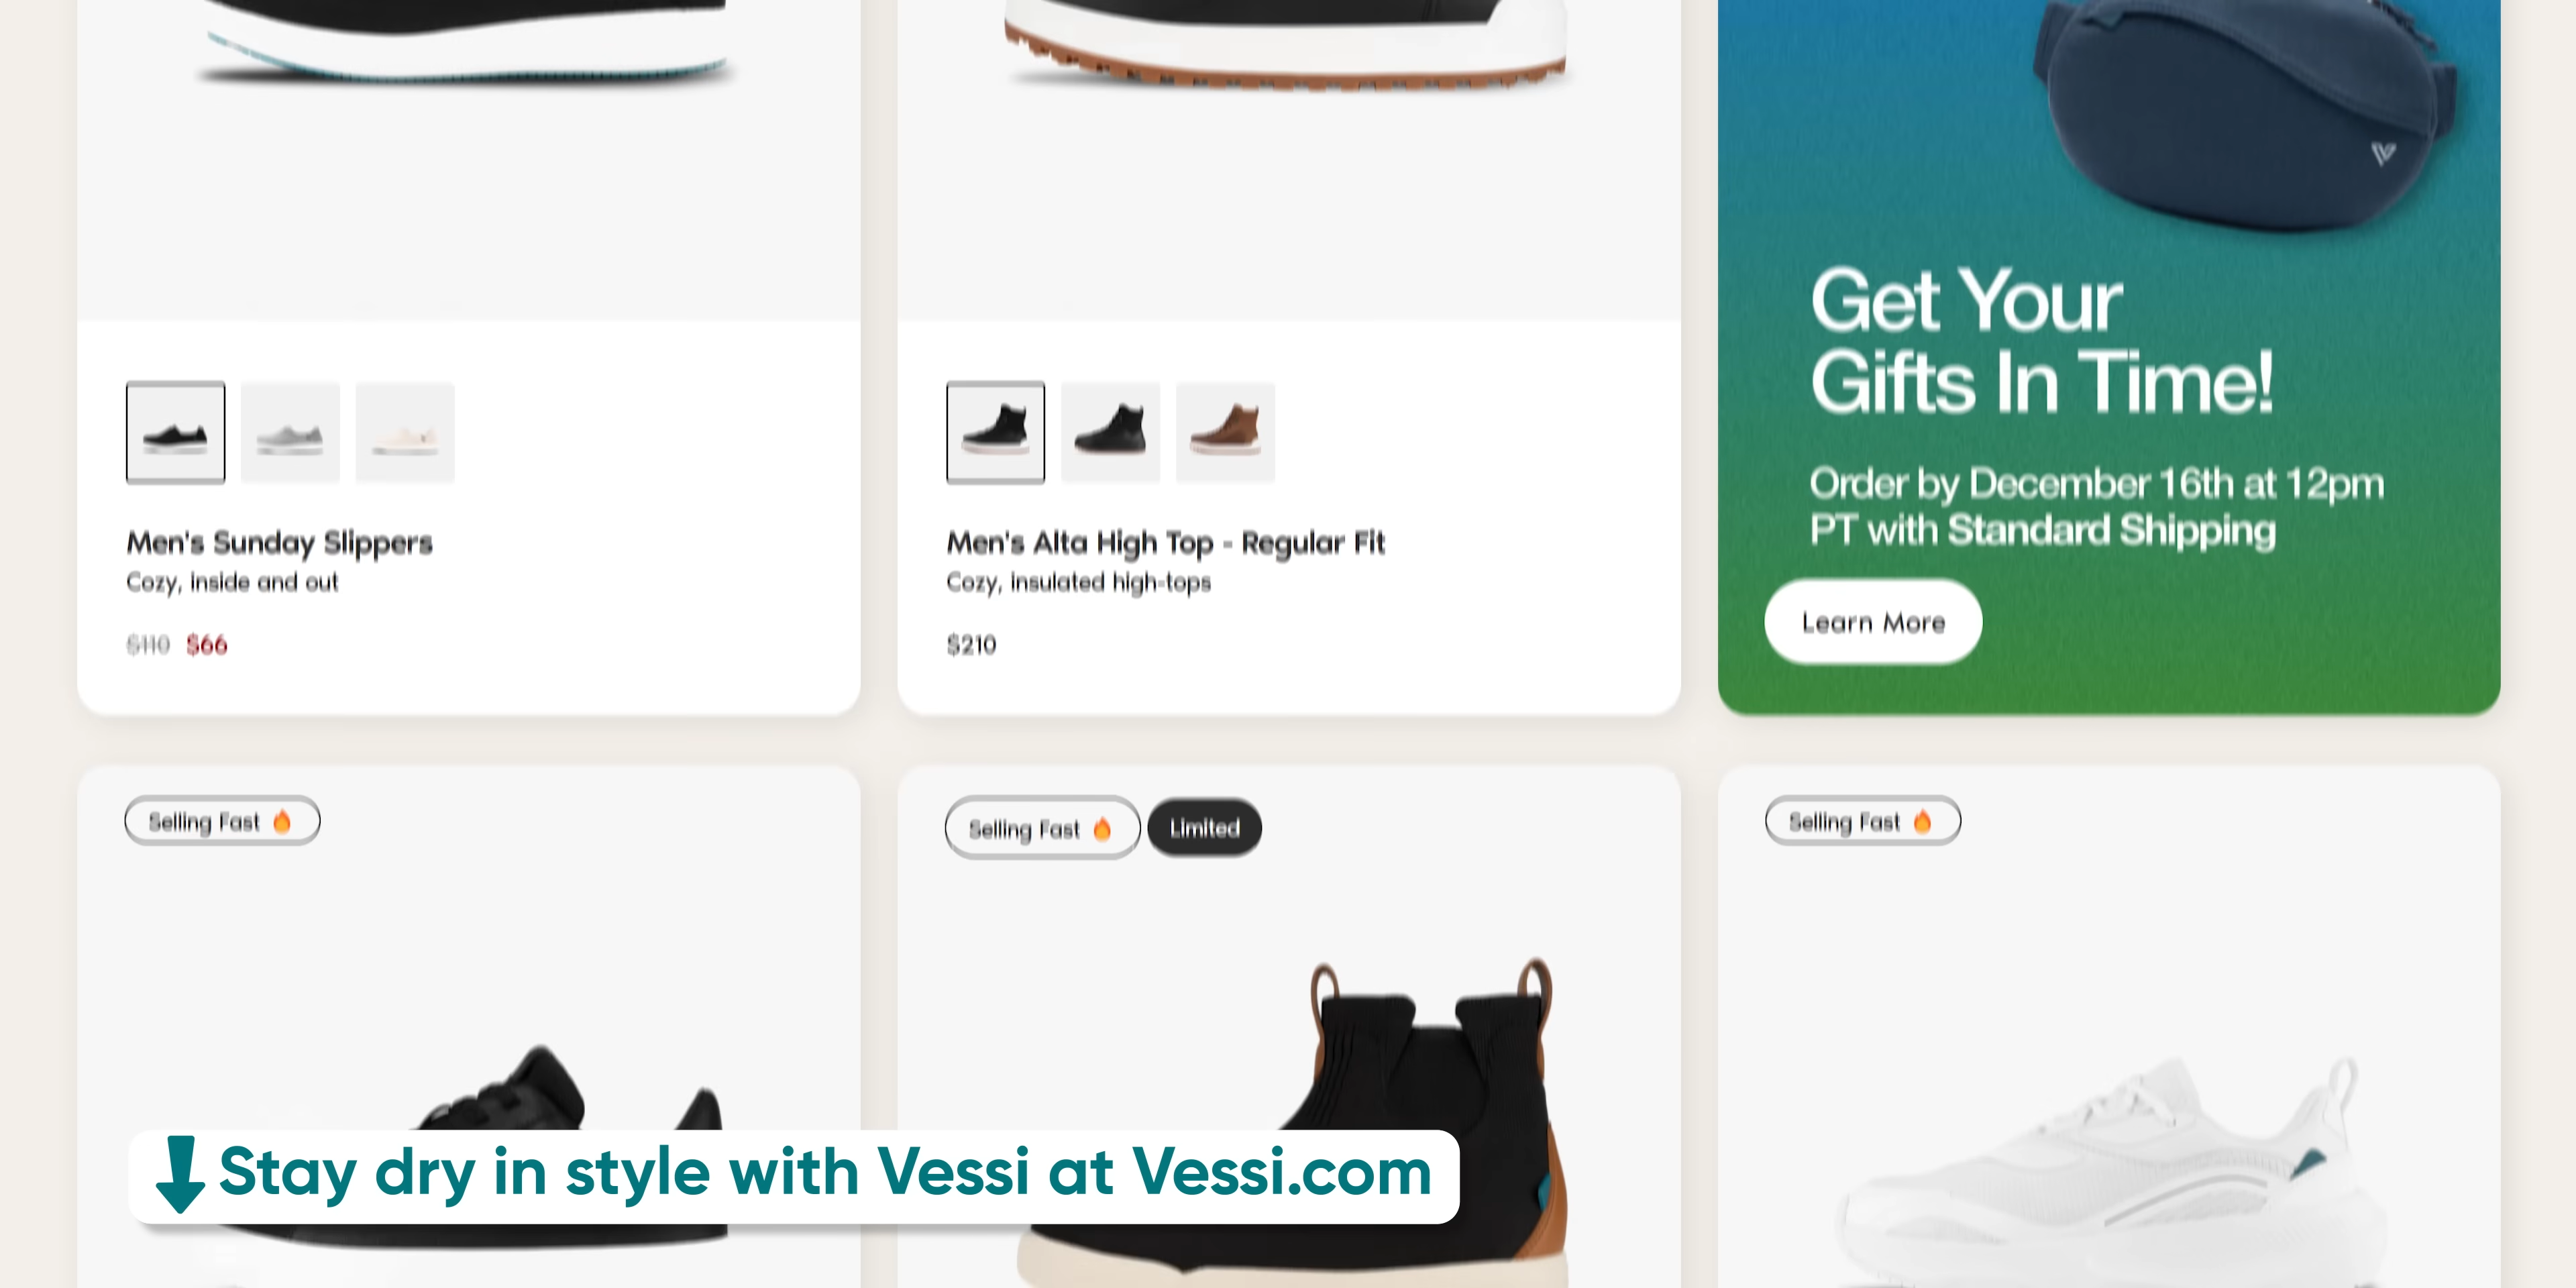 Men's Sunday Slippers
Cozy, inside and out
$110 $66
Men's Alta High Top - Regular Fit
Cozy, insulated high-tops
$210
Get Your
Gifts In Time!
Order by December 16th at 12pm
PT with Standard Shipping
Learn More
Selling Fast 🔥
Selling Fast 🔥 Limited
Selling Fast 🔥
Stay dry in style with Vessi at Vessi.com